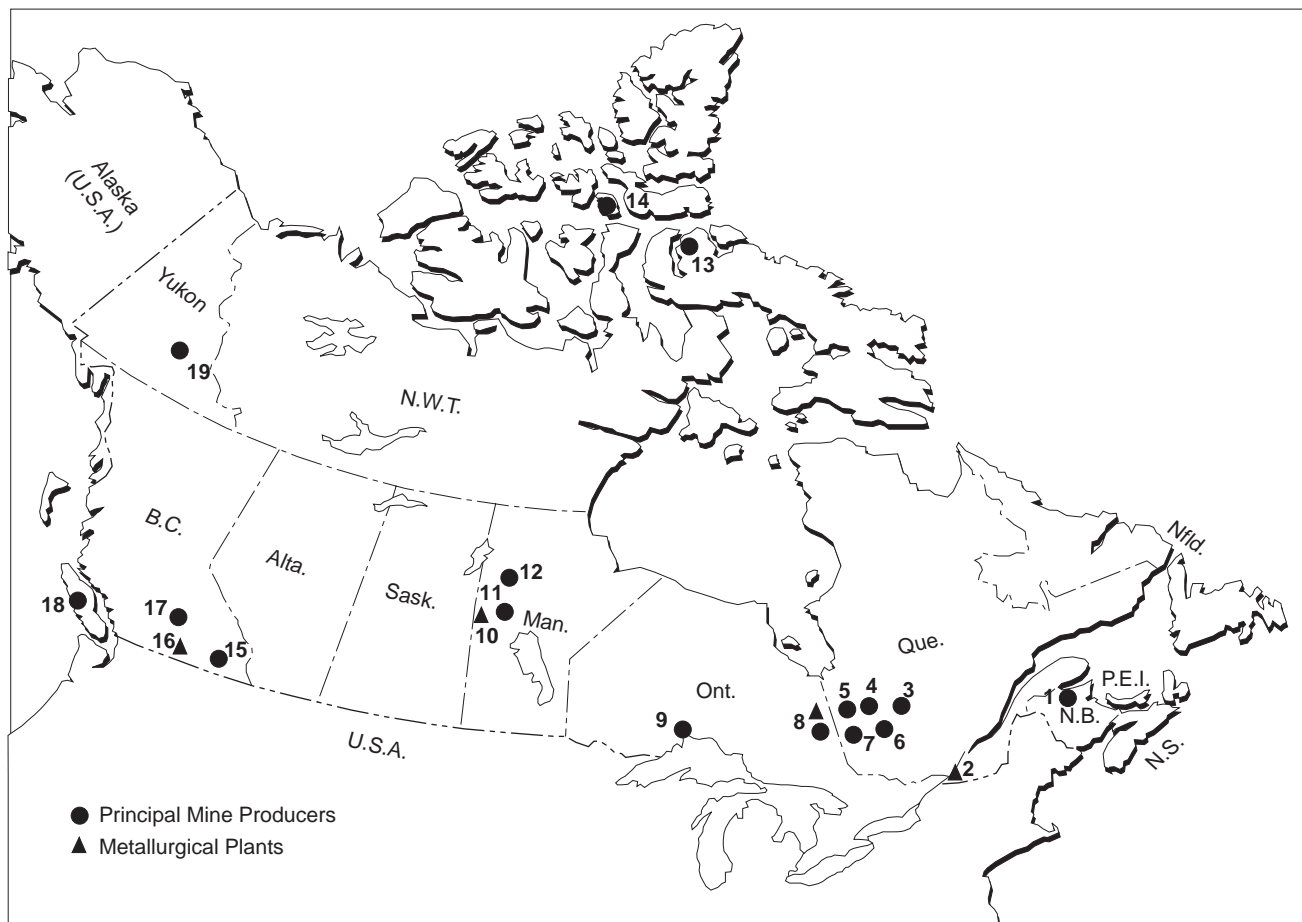 Alaska
(U.S.A.)
14
13
Yukon
19
N.W.T.
B.C.
Alta.
Sask.
Man.
12
11
10
18
17
16
15
Ont.
Que.
Nfld.
P.E.I.
N.B.
N.S.
1
2
3
4
5
6
7
8
9
U.S.A.
Principal Mine Producers
Metallurgical Plants